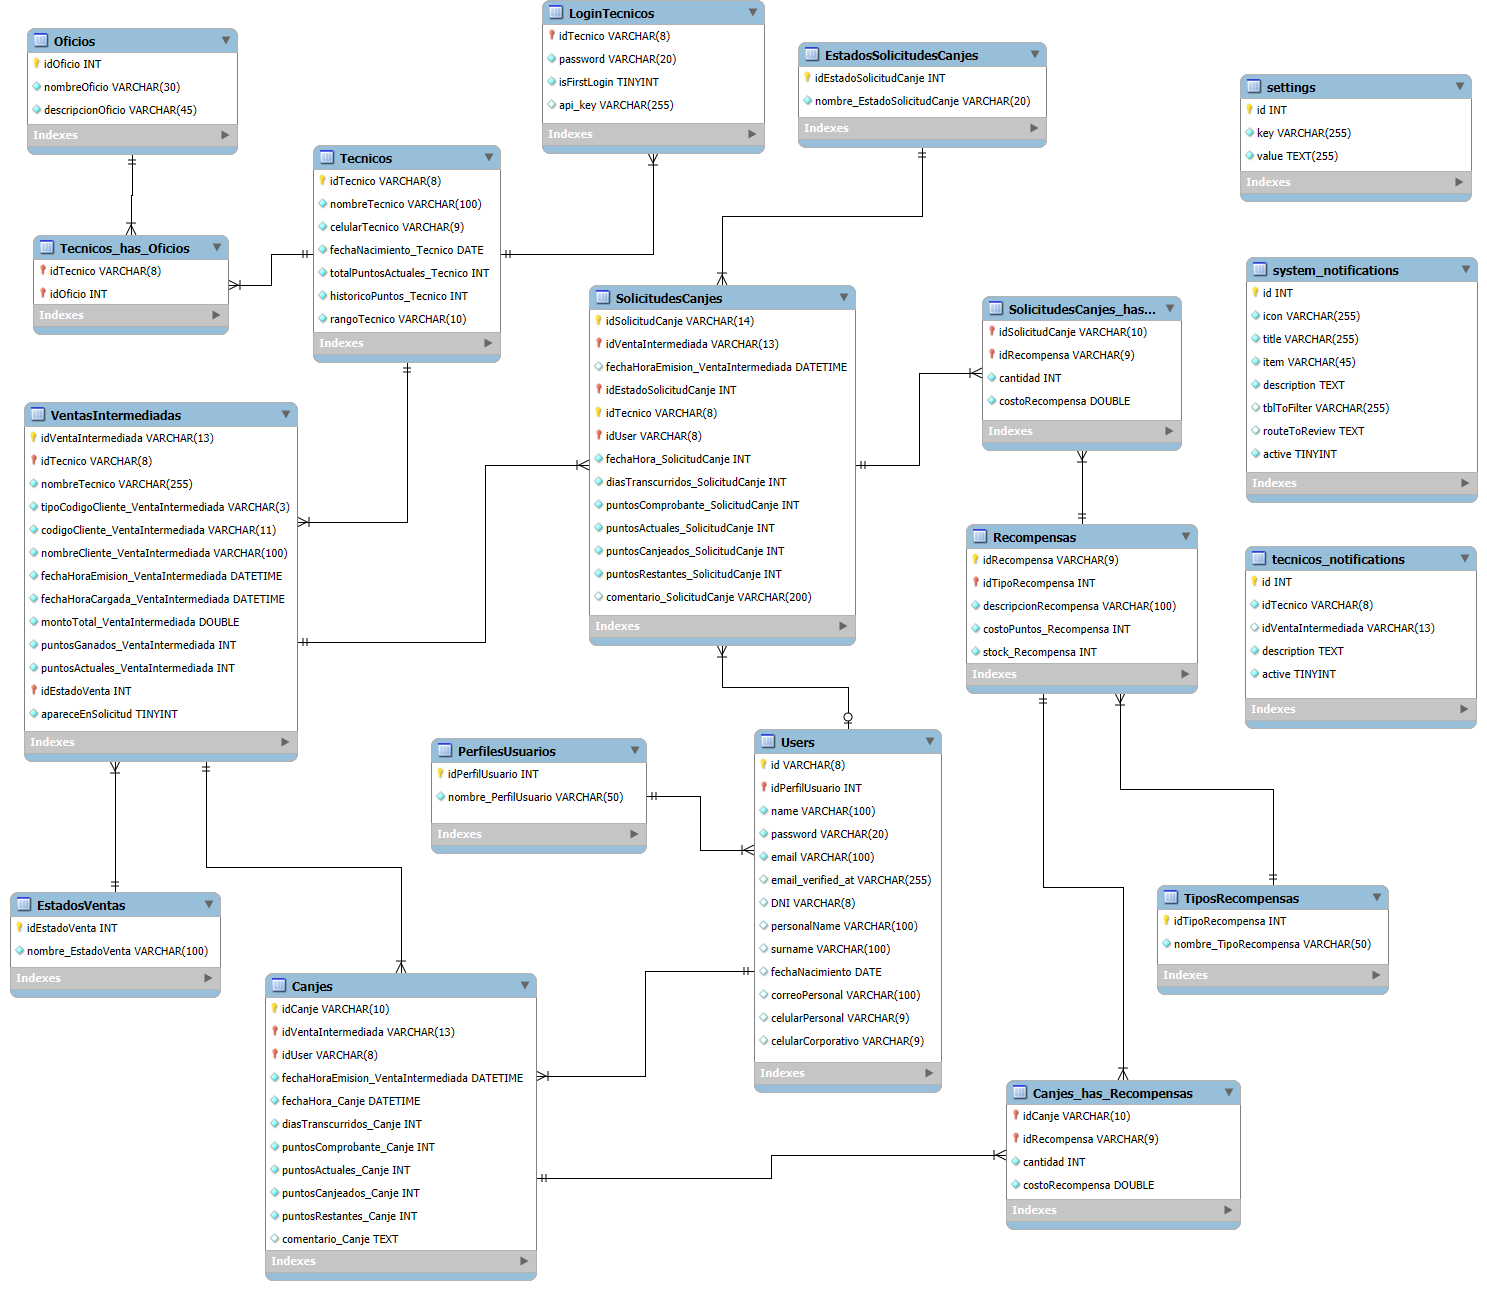 Oficios
idOficio INT
nombreOficio VARCHAR(30)
descripcionOficio VARCHAR(45)
Indexes
LoginTecnicos
idTecnico VARCHAR(8)
password VARCHAR(20)
isFirstLogin TINYINT
api_key VARCHAR(255)
Indexes
EstadosSolicitudesCanjes
idEstadoSolicitudCanje INT
nombre_EstadoSolicitudCanje VARCHAR(20)
Indexes
settings
id INT
key VARCHAR(255)
value TEXT(255)
Indexes
Tecnicos
idTecnico VARCHAR(8)
nombreTecnico VARCHAR(100)
celularTecnico VARCHAR(9)
fechaNacimiento_Tecnico DATE
totalPuntosActuales_Tecnico INT
historicoPuntos_Tecnico INT
rangoTecnico VARCHAR(10)
Indexes
Tecnicos_has_Oficios
idTecnico VARCHAR(8)
idOficio INT
Indexes
system_notifications
id INT
icon VARCHAR(255)
title VARCHAR(255)
item VARCHAR(45)
description TEXT
tblToFilter VARCHAR(255)
routeToReview TEXT
active TINYINT
Indexes
SolicitudesCanjes
idSolicitudCanje VARCHAR(14)
idVentaIntermediada VARCHAR(13)
fechaHoraEmision_VentaIntermediada DATETIME
idEstadoSolicitudCanje INT
idTecnico VARCHAR(8)
idUser VARCHAR(8)
fechaHora_SolicitudCanje INT
diasTranscurridos_SolicitudCanje INT
puntosComprobante_SolicitudCanje INT
puntosActuales_SolicitudCanje INT
puntosCanjeados_SolicitudCanje INT
puntosRestantes_SolicitudCanje INT
comentario_SolicitudCanje VARCHAR(200)
Indexes
SolicitudesCanjes_has...
idSolicitudCanje VARCHAR(10)
idRecompensa VARCHAR(9)
cantidad INT
costoRecompensa DOUBLE
Indexes
VentasIntermediadas
idVentaIntermediada VARCHAR(13)
idTecnico VARCHAR(8)
nombreTecnico VARCHAR(255)
tipoCodigoCliente_VentaIntermediada VARCHAR(3)
codigoCliente_VentaIntermediada VARCHAR(11)
nombreCliente_VentaIntermediada VARCHAR(100)
fechaHoraEmision_VentaIntermediada DATETIME
fechaHoraCargada_VentaIntermediada DATETIME
montoTotal_VentaIntermediada DOUBLE
puntosGanados_VentaIntermediada INT
puntosActuales_VentaIntermediada INT
idEstadoVenta INT
apareceEnSolicitud TINYINT
Indexes
Recompensas
idRecompensa VARCHAR(9)
idTipoRecompensa INT
descripcionRecompensa VARCHAR(100)
costoPuntos_Recompensa INT
stock_Recompensa INT
Indexes
tecnicos_notifications
id INT
idTecnico VARCHAR(8)
idVentaIntermediada VARCHAR(13)
description TEXT
active TINYINT
Indexes
PerfilesUsuarios
idPerfilUsuario INT
nombre_PerfilUsuario VARCHAR(50)
Indexes
Users
id VARCHAR(8)
idPerfilUsuario INT
name VARCHAR(100)
password VARCHAR(20)
email VARCHAR(100)
email_verified_at VARCHAR(255)
DNI VARCHAR(8)
personalName VARCHAR(100)
surname VARCHAR(100)
fechaNacimiento DATE
correoPersonal VARCHAR(100)
celularPersonal VARCHAR(9)
celularCorporativo VARCHAR(9)
Indexes
EstadosVentas
idEstadoVenta INT
nombre_EstadoVenta VARCHAR(100)
Indexes
TiposRecompensas
idTipoRecompensa INT
nombre_TipoRecompensa VARCHAR(50)
Indexes
Canjes
idCanje VARCHAR(10)
idVentaIntermediada VARCHAR(13)
idUser VARCHAR(8)
fechaHoraEmision_VentaIntermediada DATETIME
fechaHora_Canje DATETIME
diasTranscurridos_Canje INT
puntosComprobante_Canje INT
puntosActuales_Canje INT
puntosCanjeados_Canje INT
puntosRestantes_Canje INT
comentario_Canje TEXT
Indexes
Canjes_has_Recompensas
idCanje VARCHAR(10)
idRecompensa VARCHAR(9)
cantidad INT
costoRecompensa DOUBLE
Indexes